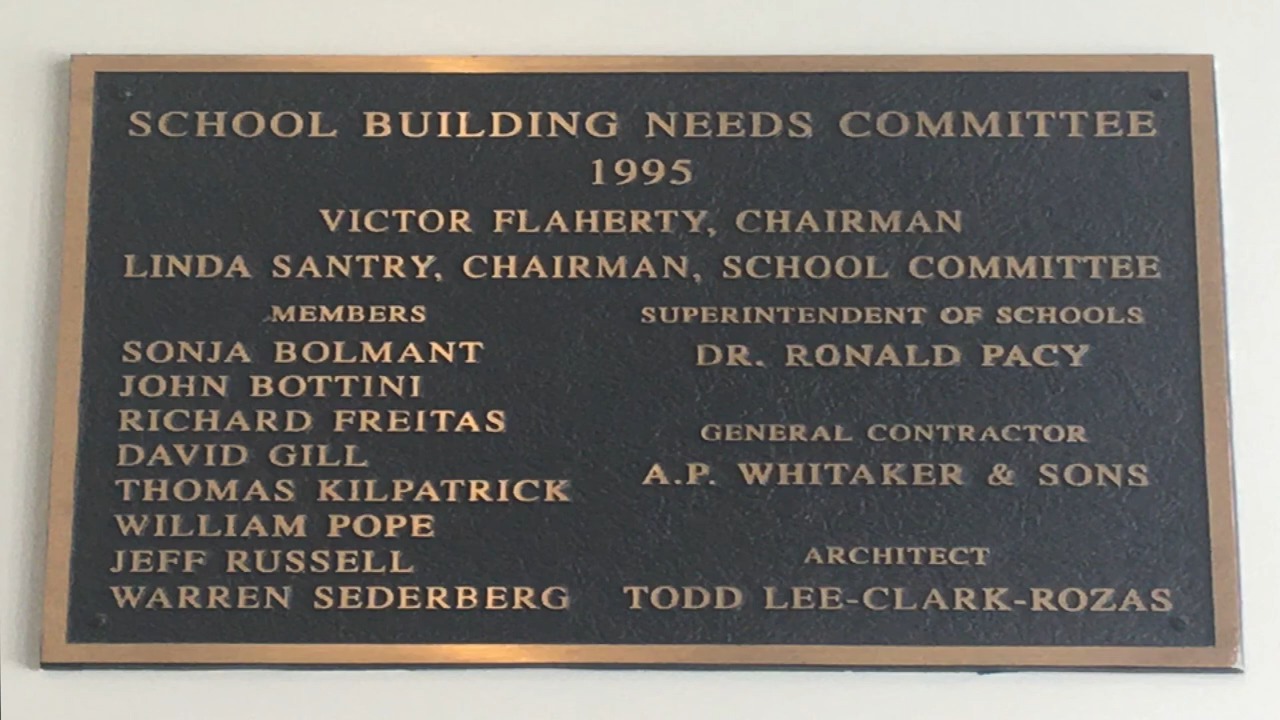 SCHOOL BUILDING NEEDS COMMITTEE
1995
VICTOR FLAHERTY, CHAIRMAN
LINDA SANTRY, CHAIRMAN, SCHOOL COMMITTEE
MEMBERS
SONJA BOLMANT
JOHN BOTTINI
RICHARD FREITAS
DAVID GILL
THOMAS KILPATRICK
WILLIAM POPE
JEFF RUSSELL
WARREN SEDERBERG
SUPERINTENDENT OF SCHOOLS
DR. RONALD PACY
GENERAL CONTRACTOR
A.P. WHITAKER & SONS
ARCHITECT
TODD LEE-CLARK-ROZAS